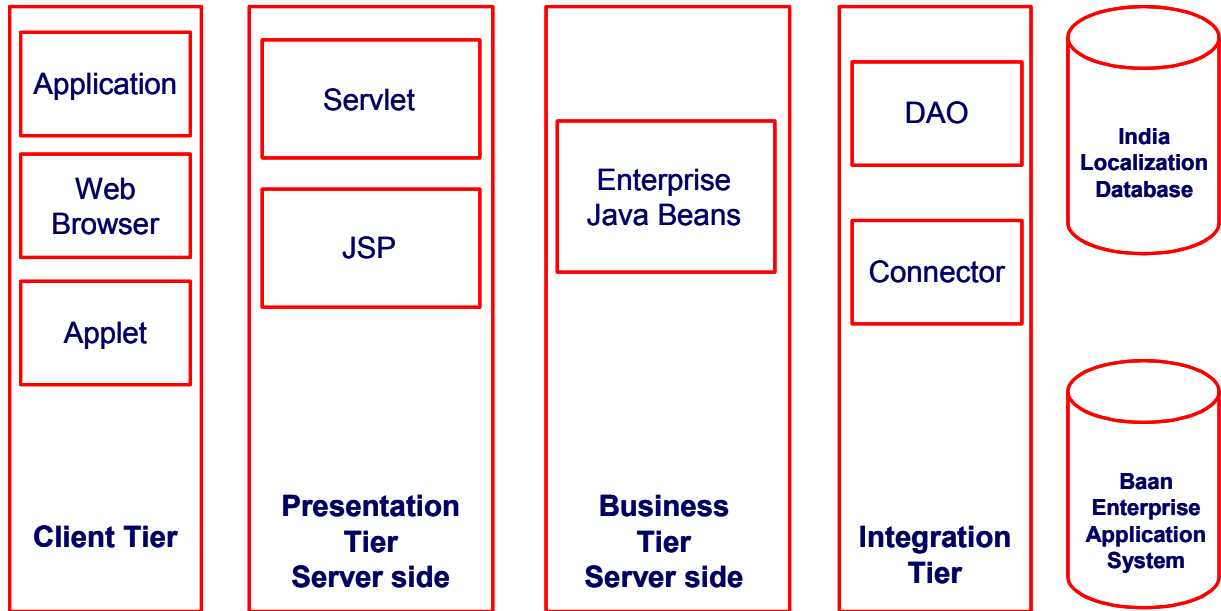 Application
Web
Browser
Applet
Client Tier
Servlet
JSP
Presentation
Tier
Server side
Enterprise
Java Beans
Business
Tier
Server side
DAO
Connector
Integration
Tier
India
Localization
Database
Baan
Enterprise
Application
System